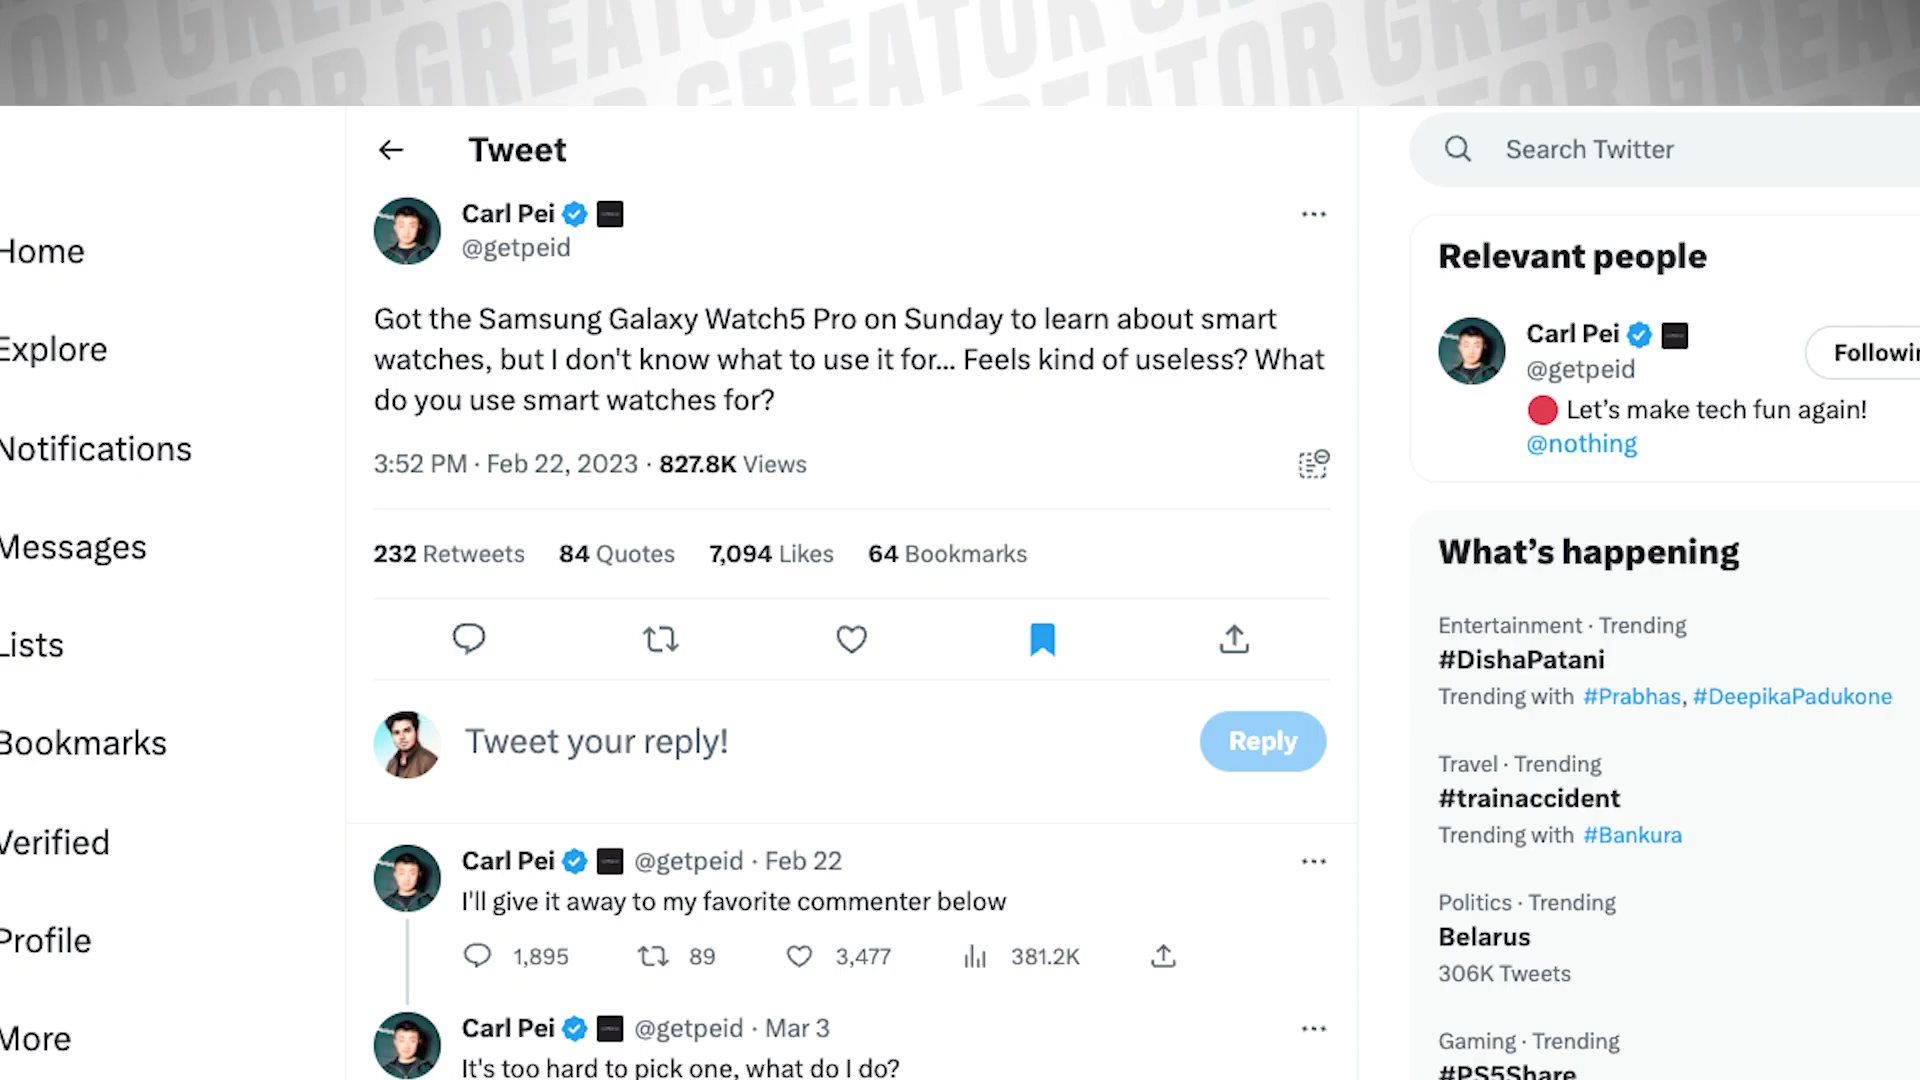 OR GREATOR GREATOR GREATOR GREATOR
Home
Explore
Notifications
Messages
Lists
Bookmarks
Verified
Profile
More
Tweet
Carl Pei
@getpeid
Got the Samsung Galaxy Watch5 Pro on Sunday to learn about smart
watches, but I don't know what to use it for... Feels kind of useless? What
do you use smart watches for?
3:52 PM · Feb 22, 2023 · 827.8K Views
232 Retweets 84 Quotes 7,094 Likes 64 Bookmarks
Tweet your reply!
Reply
Carl Pei @getpeid · Feb 22
I'll give it away to my favorite commenter below
1,895 89 3,477 381.2K
Carl Pei @getpeid · Mar 3
It's too hard to pick one, what do I do?
Search Twitter
Relevant people
Carl Pei
@getpeid
Followin
Let's make tech fun again!
@nothing
What's happening
Entertainment · Trending
#DishaPatani
Trending with #Prabhas, #DeepikaPadukone
Travel · Trending
#trainaccident
Trending with #Bankura
Politics · Trending
Belarus
306K Tweets
Gaming · Trending
#PS5Share